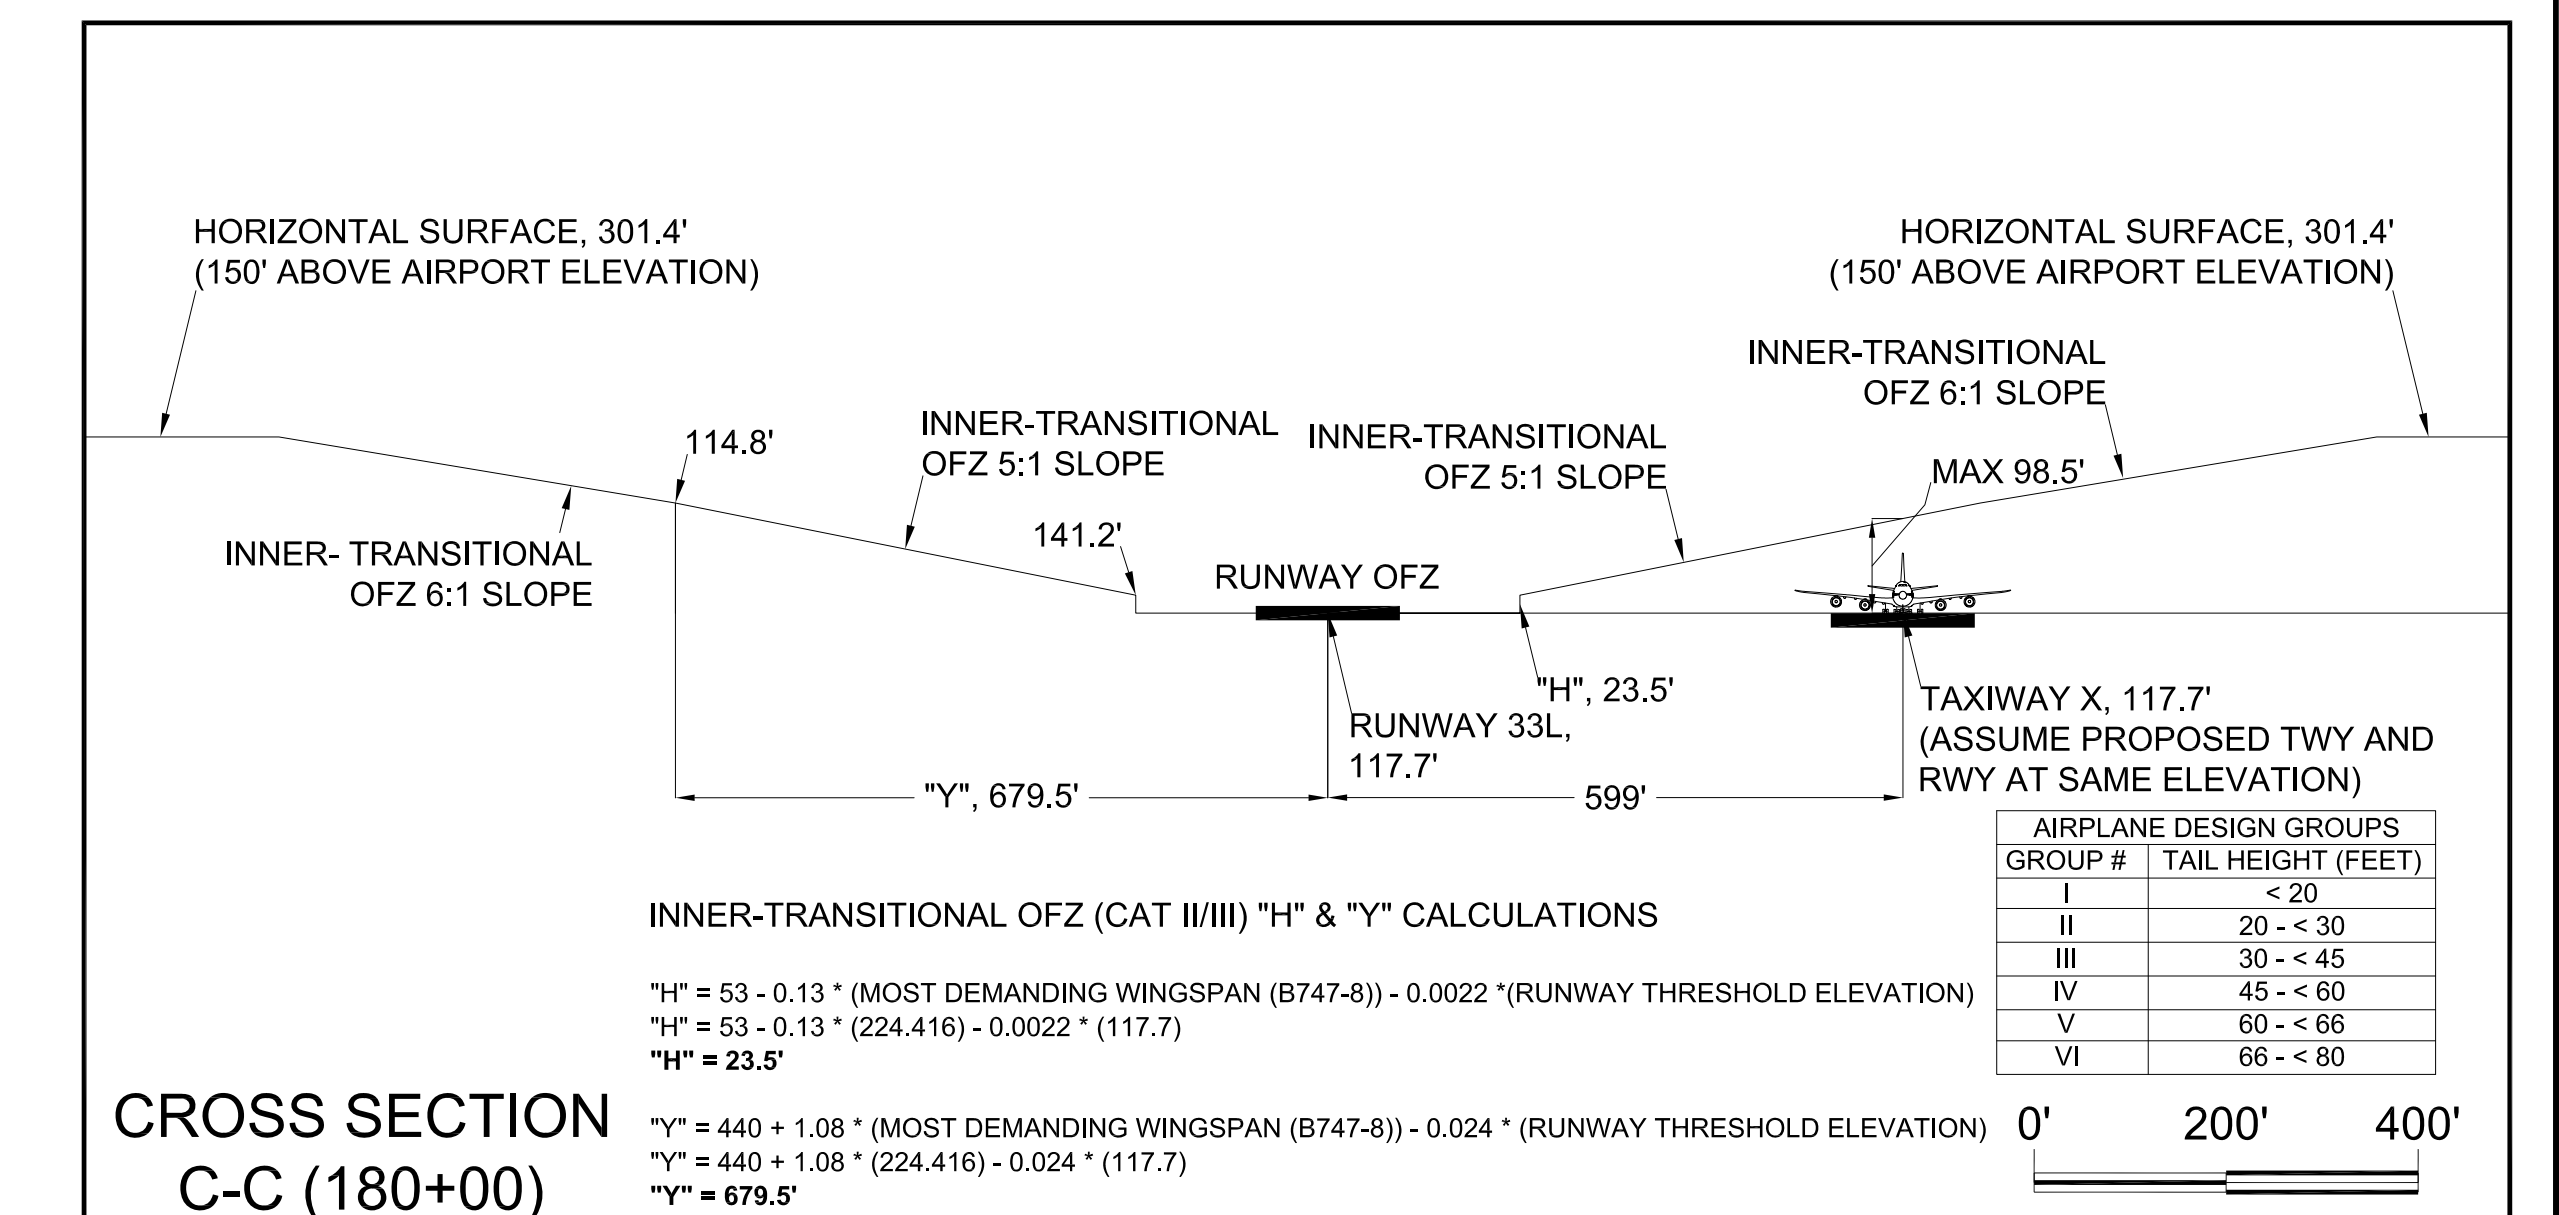 HORIZONTAL SURFACE, 301.4'
(150' ABOVE AIRPORT ELEVATION)
HORIZONTAL SURFACE, 301.4'
(150' ABOVE AIRPORT ELEVATION)
INNER-TRANSITIONAL
OFZ 6:1 SLOPE
114.8'
INNER-TRANSITIONAL
OFZ 5:1 SLOPE
INNER-TRANSITIONAL
OFZ 5:1 SLOPE
MAX 98.5'
INNER- TRANSITIONAL
OFZ 6:1 SLOPE
141.2'
RUNWAY OFZ
"H", 23.5'
RUNWAY 33L,
117.7'
TAXIWAY X, 117.7'
(ASSUME PROPOSED TWY AND
RWY AT SAME ELEVATION)
"Y", 679.5'
599'
AIRPLANE DESIGN GROUPS
GROUP # TAIL HEIGHT (FEET)
I < 20
II 20 - < 30
III 30 - < 45
IV 45 - < 60
V 60 - < 66
VI 66 - < 80
INNER-TRANSITIONAL OFZ (CAT II/III) "H" & "Y" CALCULATIONS
"H" = 53 - 0.13 * (MOST DEMANDING WINGSPAN (B747-8)) - 0.0022 *(RUNWAY THRESHOLD ELEVATION)
"H" = 53 - 0.13 * (224.416) - 0.0022 * (117.7)
"H" = 23.5'
"Y" = 440 + 1.08 * (MOST DEMANDING WINGSPAN (B747-8)) - 0.024 * (RUNWAY THRESHOLD ELEVATION)
"Y" = 440 + 1.08 * (224.416) - 0.024 * (117.7)
"Y" = 679.5'
CROSS SECTION
C-C (180+00)
0' 200' 400'